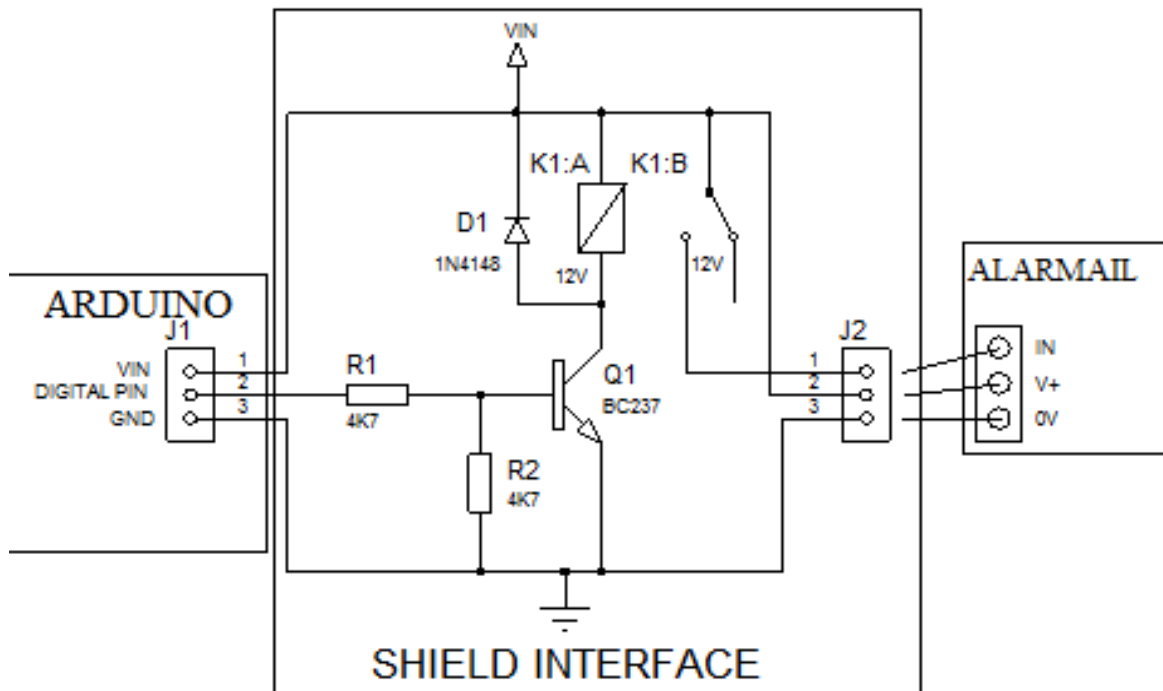 VIN
K1:A
K1:B
D1
1N4148
12V
12V
ALARMAIL
ARDUINO
J1
J2
VIN
1
DIGITAL PIN
2
GND
3
R1
4K7
Q1
BC237
R2
4K7
1
2
3
IN
V+
0V
SHIELD INTERFACE